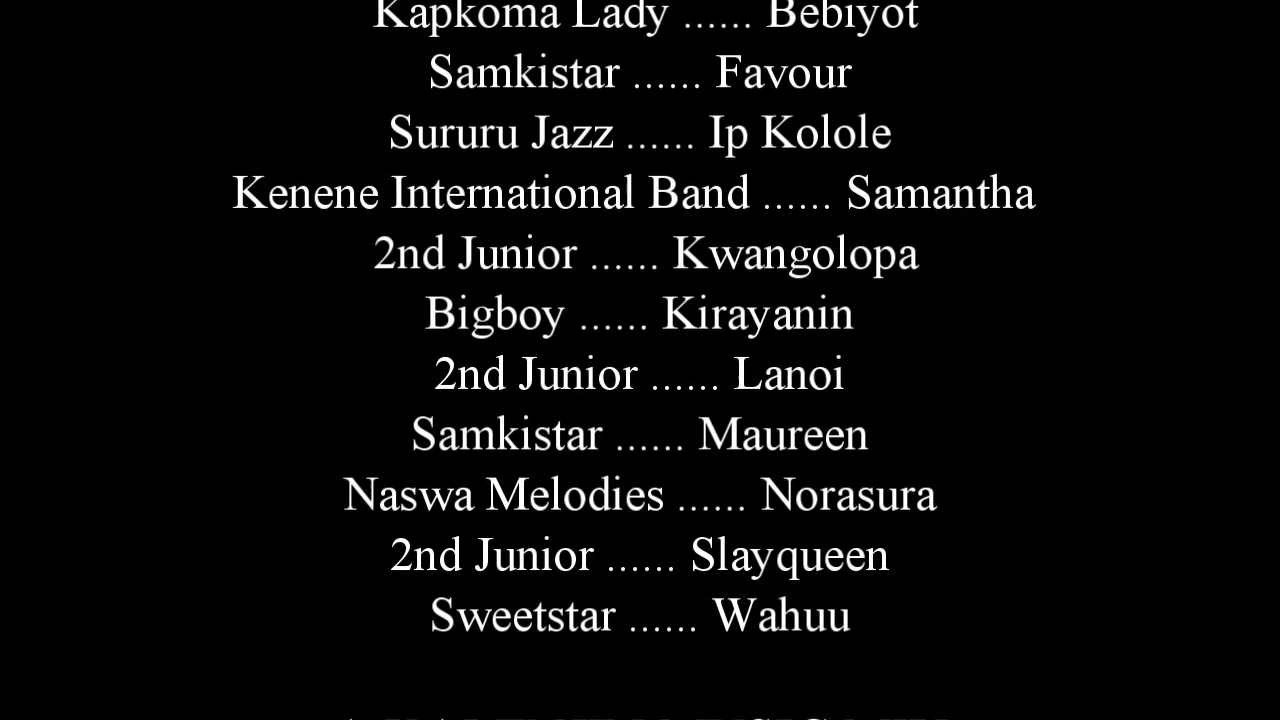 Kapkoma Lady ...... Bebiyot
Samkistar ...... Favour
Sururu Jazz ...... Ip Kolole
Kenene International Band ...... Samantha
2nd Junior ...... Kwangolopa
Bigboy ...... Kirayanin
2nd Junior ...... Lanoi
Samkistar ...... Maureen
Naswa Melodies ...... Norasura
2nd Junior ...... Slayqueen
Sweetstar ...... Wahuu